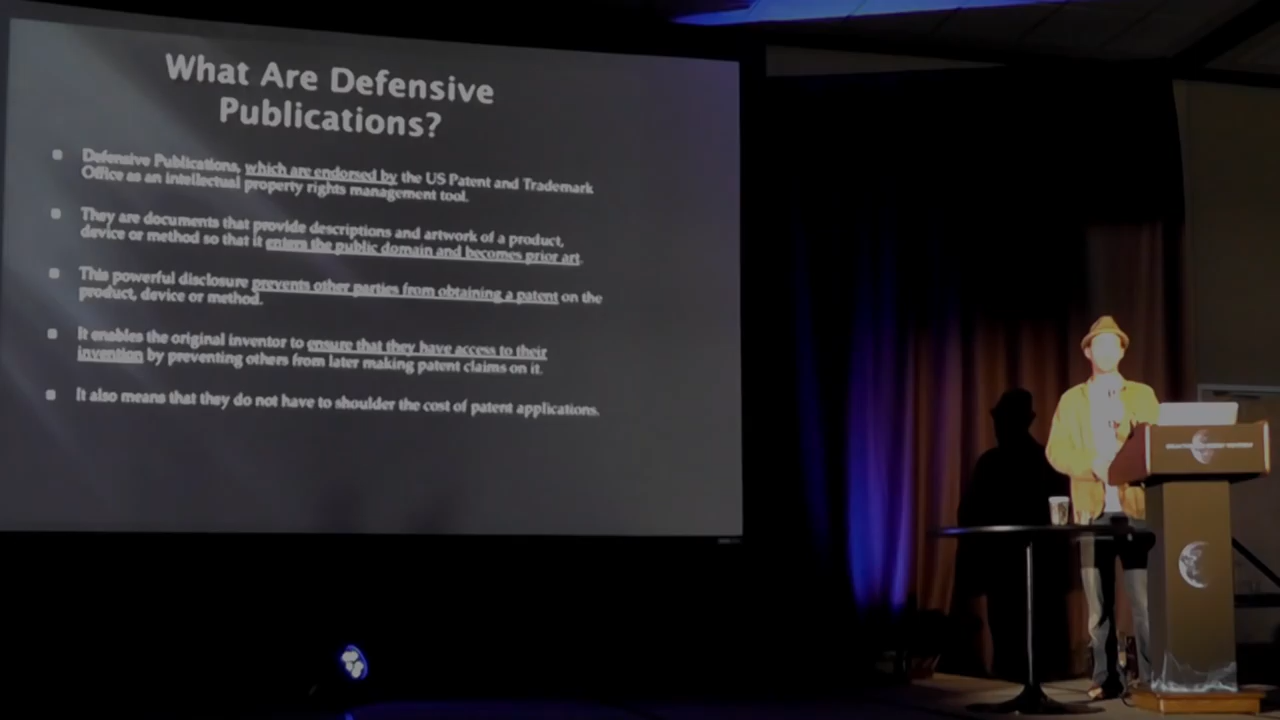 What Are Defensive
Publications?
Defensive Publications, which are endorsed by the US Patent and Trademark
Office as an intellectual property rights management tool.
They are documents that provide descriptions and artwork of a product,
device or method so that it enters the public domain and becomes prior art.
This powerful disclosure prevents other parties from obtaining a patent on the
product, device or method.
It enables the original inventor to ensure that they have access to their
invention by preventing others from later making patent claims on it.
It also means that they do not have to shoulder the cost of patent applications.